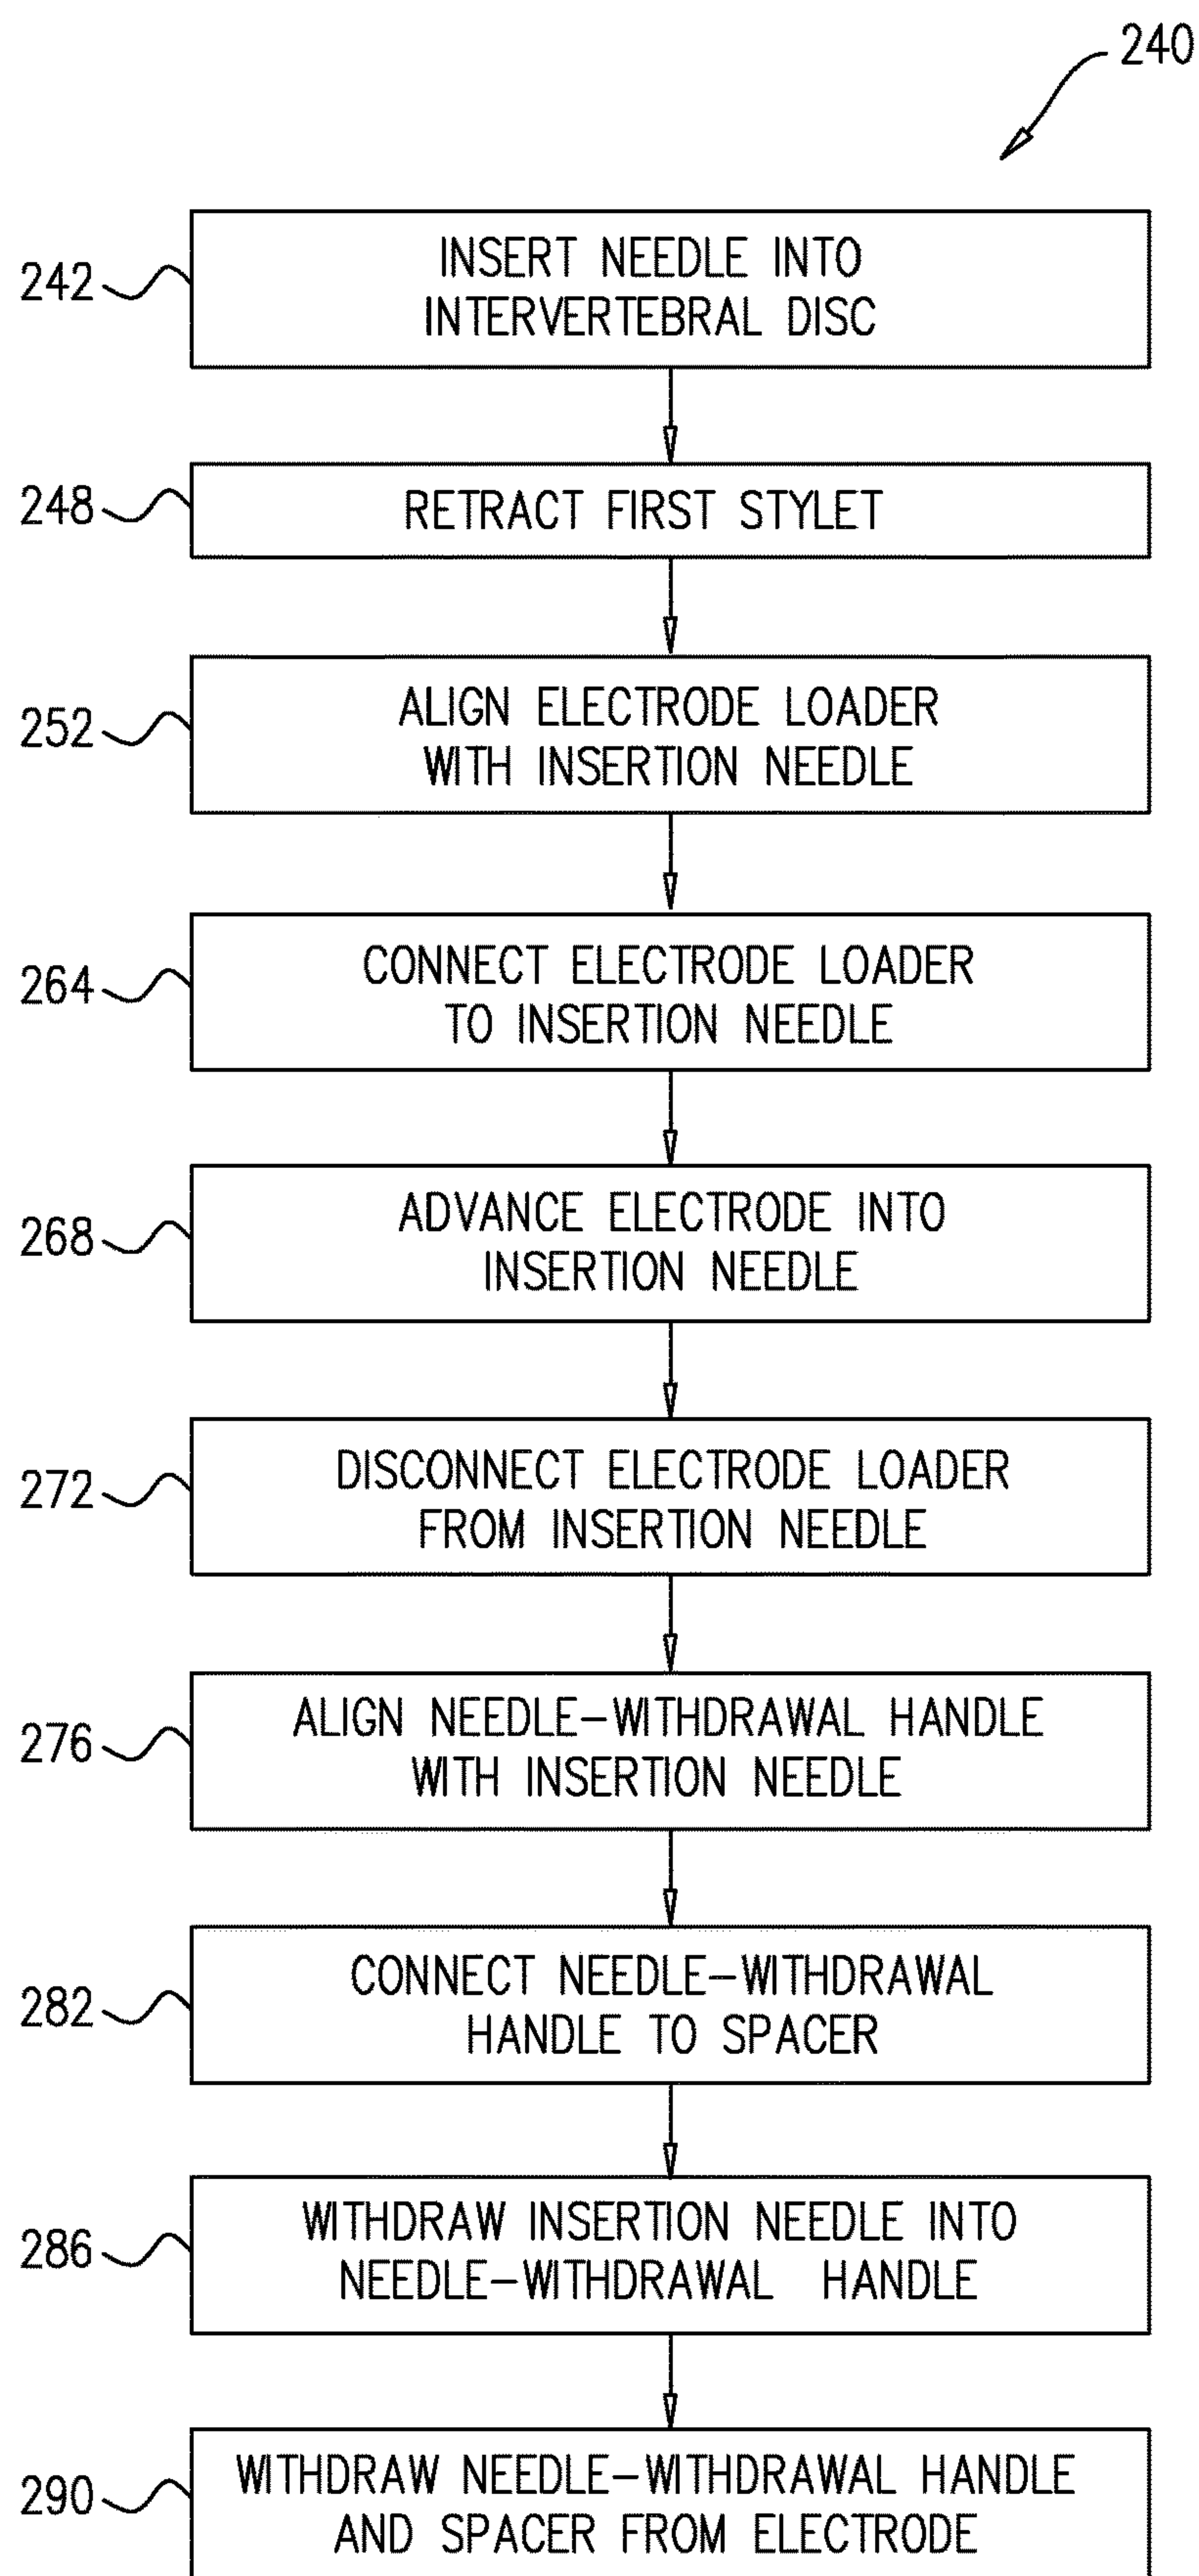 240
242
INSERT NEEDLE INTO
INTERVERTEBRAL DISC
248
RETRACT FIRST STYLET
252
ALIGN ELECTRODE LOADER
WITH INSERTION NEEDLE
264
CONNECT ELECTRODE LOADER
TO INSERTION NEEDLE
268
ADVANCE ELECTRODE INTO
INSERTION NEEDLE
272
DISCONNECT ELECTRODE LOADER
FROM INSERTION NEEDLE
276
ALIGN NEEDLE-WITHDRAWAL HANDLE
WITH INSERTION NEEDLE
282
CONNECT NEEDLE-WITHDRAWAL
HANDLE TO SPACER
286
WITHDRAW INSERTION NEEDLE INTO
NEEDLE-WITHDRAWAL HANDLE
290
WITHDRAW NEEDLE-WITHDRAWAL HANDLE
AND SPACER FROM ELECTRODE